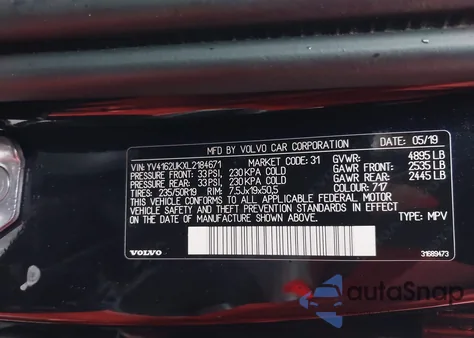 MFD BY VOLVO CAR CORPORATION 05/19
VIN: YV4162UKXL2184671 MARKET CODE: 31 GVWR: 4895 LB
PRESSURE FRONT: 33 PSI, 230 KPA COLD GAWR FRONT: 2535 LB
PRESSURE REAR: 33 PSI, 230 KPA COLD GAWR REAR: 2445 LB
TIRES: 235/50R19 RIM: 7.5Jx19x50,5 COLOUR: 717
THIS VEHICLE CONFORMS TO ALL APPLICABLE FEDERAL MOTOR
VEHICLE SAFETY AND THEFT PREVENTION STANDARDS IN EFFECT
ON THE DATE OF MANUFACTURE SHOWN ABOVE. TYPE: MPV
VOLVO 31689473
autoSnap